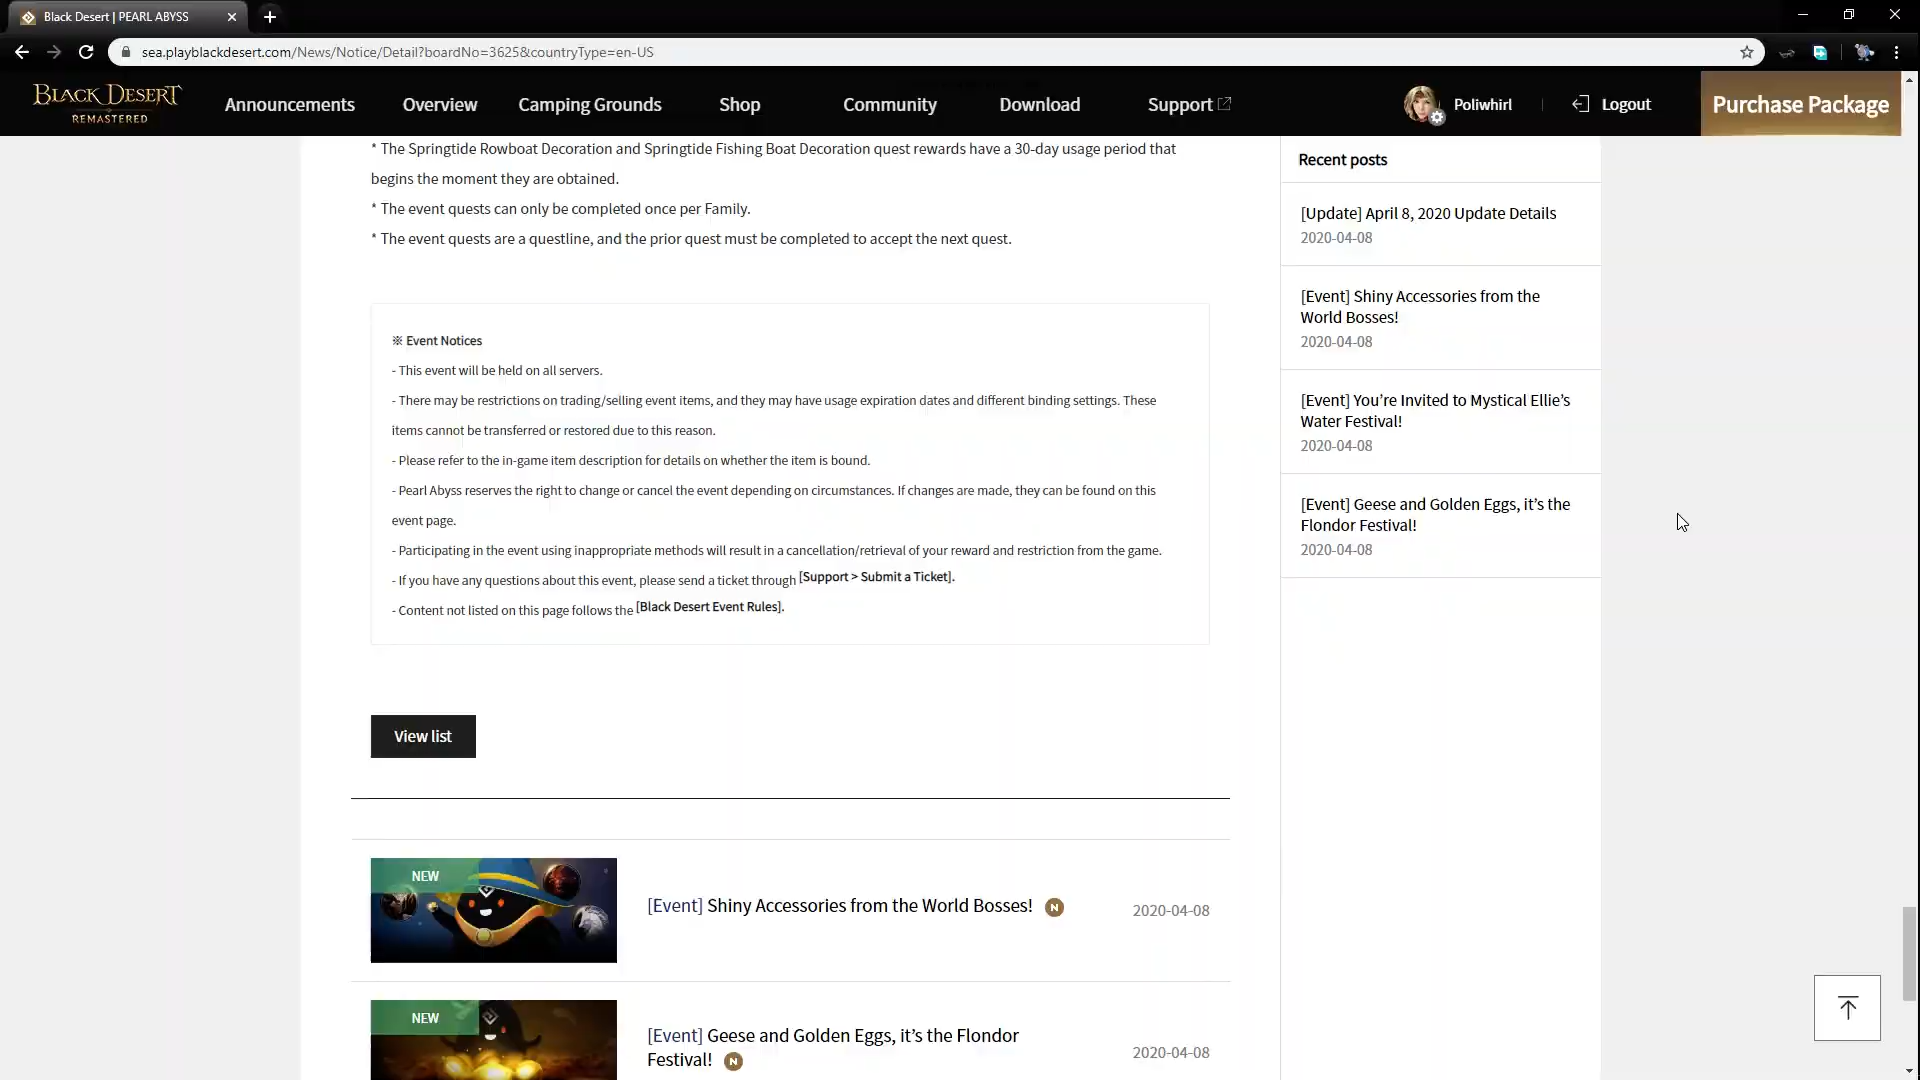 Black Desert | PEARL ABYSS
sea.playblackdesert.com/News/Notice/Detail?boardNo=3625&countryType=en-US
BLACK DESERT
REMASTERED
Announcements
Overview
Camping Grounds
Shop
Community
Download
Support
Poliwhirl
Logout
Purchase Package
* The Springtide Rowboat Decoration and Springtide Fishing Boat Decoration quest rewards have a 30-day usage period that
begins the moment they are obtained.
* The event quests can only be completed once per Family.
* The event quests are a questline, and the prior quest must be completed to accept the next quest.
※ Event Notices
- This event will be held on all servers.
- There may be restrictions on trading/selling event items, and they may have usage expiration dates and different binding settings. These
items cannot be transferred or restored due to this reason.
- Please refer to the in-game item description for details on whether the item is bound.
- Pearl Abyss reserves the right to change or cancel the event depending on circumstances. If changes are made, they can be found on this
event page.
- Participating in the event using inappropriate methods will result in a cancellation/retrieval of your reward and restriction from the game.
- If you have any questions about this event, please send a ticket through [Support > Submit a Ticket].
- Content not listed on this page follows the [Black Desert Event Rules].
View list
NEW
[Event] Shiny Accessories from the World Bosses! N
2020-04-08
NEW
[Event] Geese and Golden Eggs, it's the Flondor
Festival! N
2020-04-08
Recent posts
[Update] April 8, 2020 Update Details
2020-04-08
[Event] Shiny Accessories from the
World Bosses!
2020-04-08
[Event] You're Invited to Mystical Ellie's
Water Festival!
2020-04-08
[Event] Geese and Golden Eggs, it's the
Flondor Festival!
2020-04-08